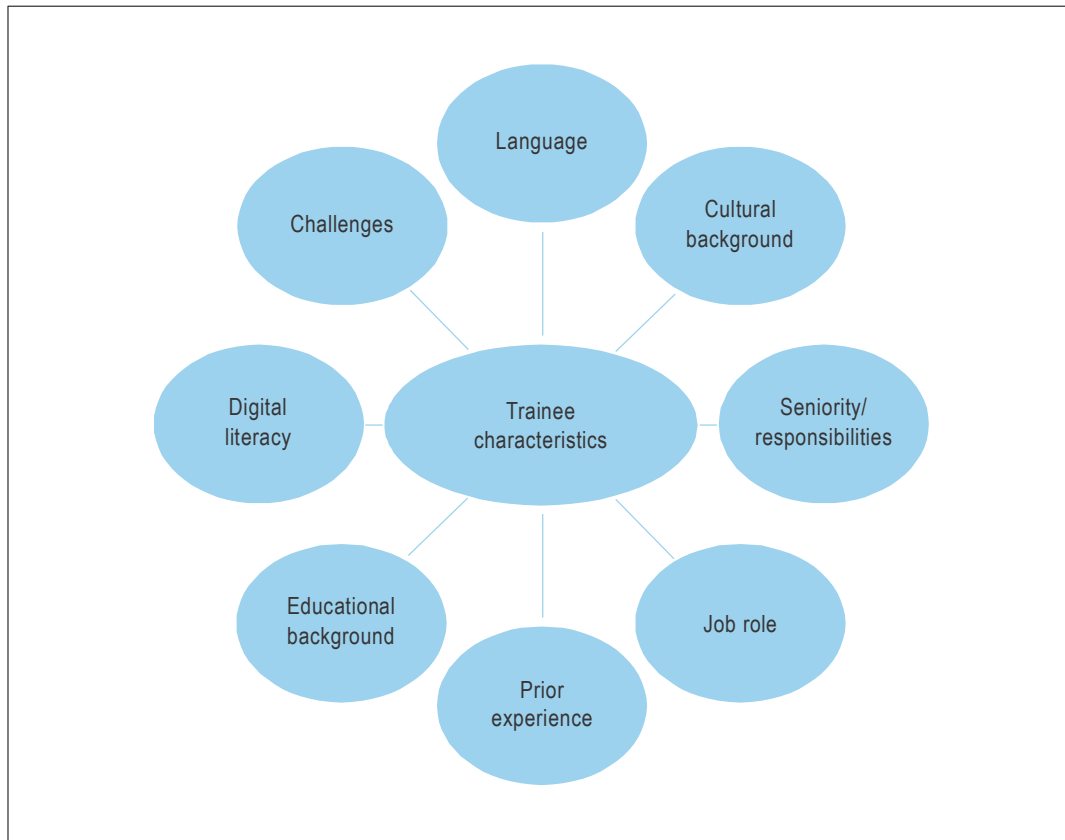 Language
Cultural
background
Challenges
Seniority/
responsibilities
Digital
literacy
Trainee
characteristics
Educational
background
Job role
Prior
experience